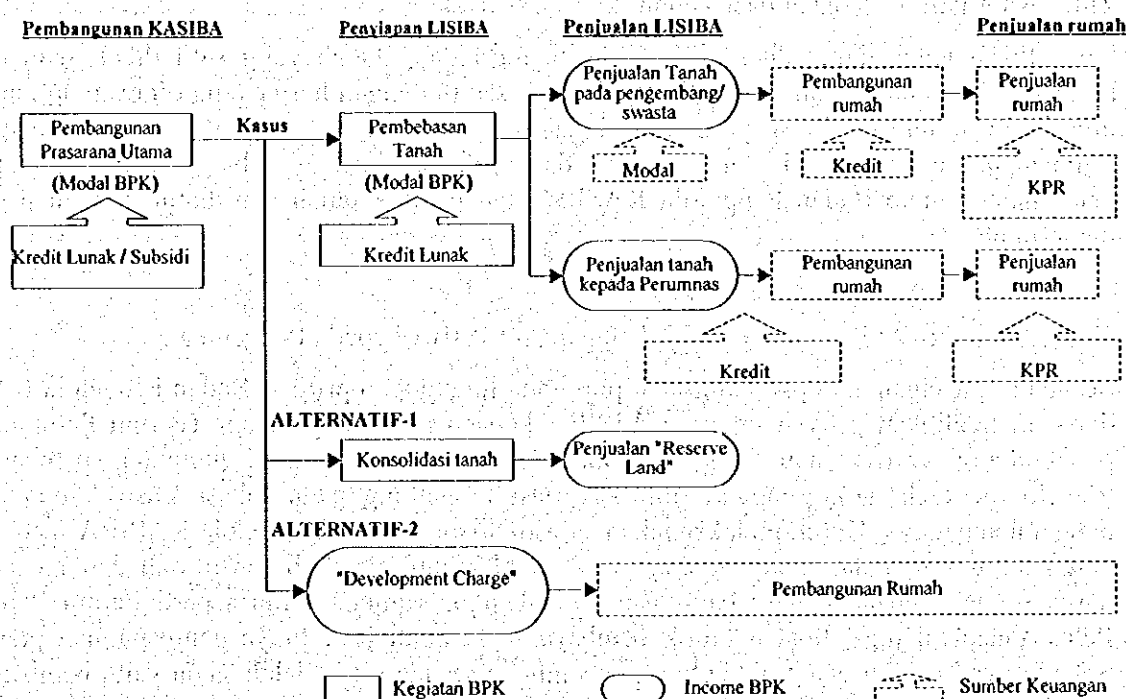 Pembangunan KASIBA
Penyiapan LISIBA
Penjualan LISIBA
Penjualan rumah
Pembangunan
Prasarana Utama
(Modal BPK)
Kredit Lunak / Subsidi
Kasus
Pembebasan
Tanah
(Modal BPK)
Kredit Lunak
Penjualan Tanah
pada pengembang/
swasta
Modal
Pembangunan
rumah
Kredit
Penjualan
rumah
KPR
Penjualan tanah
kepada Perumnas
Pembangunan
rumah
Penjualan
rumah
Kredit
KPR
ALTERNATIF-1
Konsolidasi tanah
Penjualan "Reserve
Land"
ALTERNATIF-2
"Development Charge"
Pembangunan Rumah
Kegiatan BPK
Income BPK
Sumber Keuangan